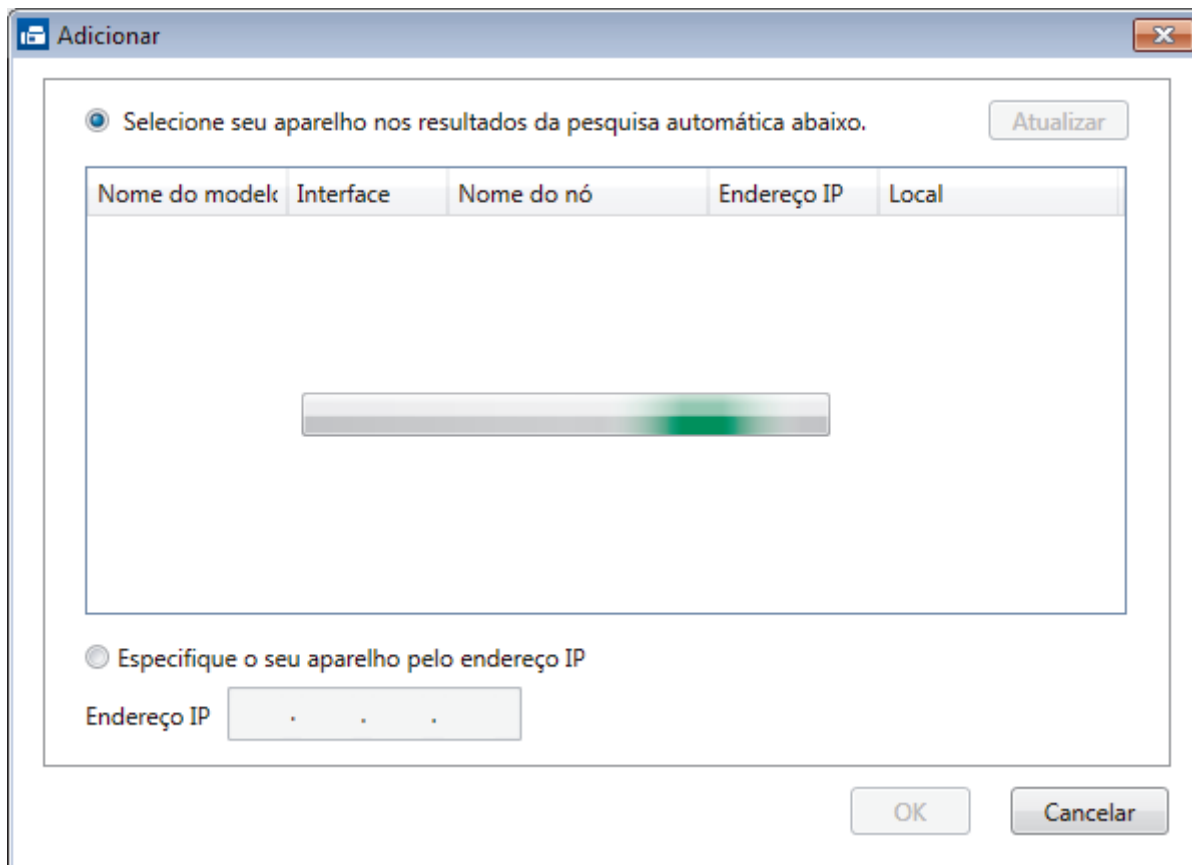 Adicionar
Selecione seu aparelho nos resultados da pesquisa automática abaixo. Atualizar
Nome do modelo Interface Nome do nó Endereço IP Local
Especifique o seu aparelho pelo endereço IP
Endereço IP . . .
OK Cancelar